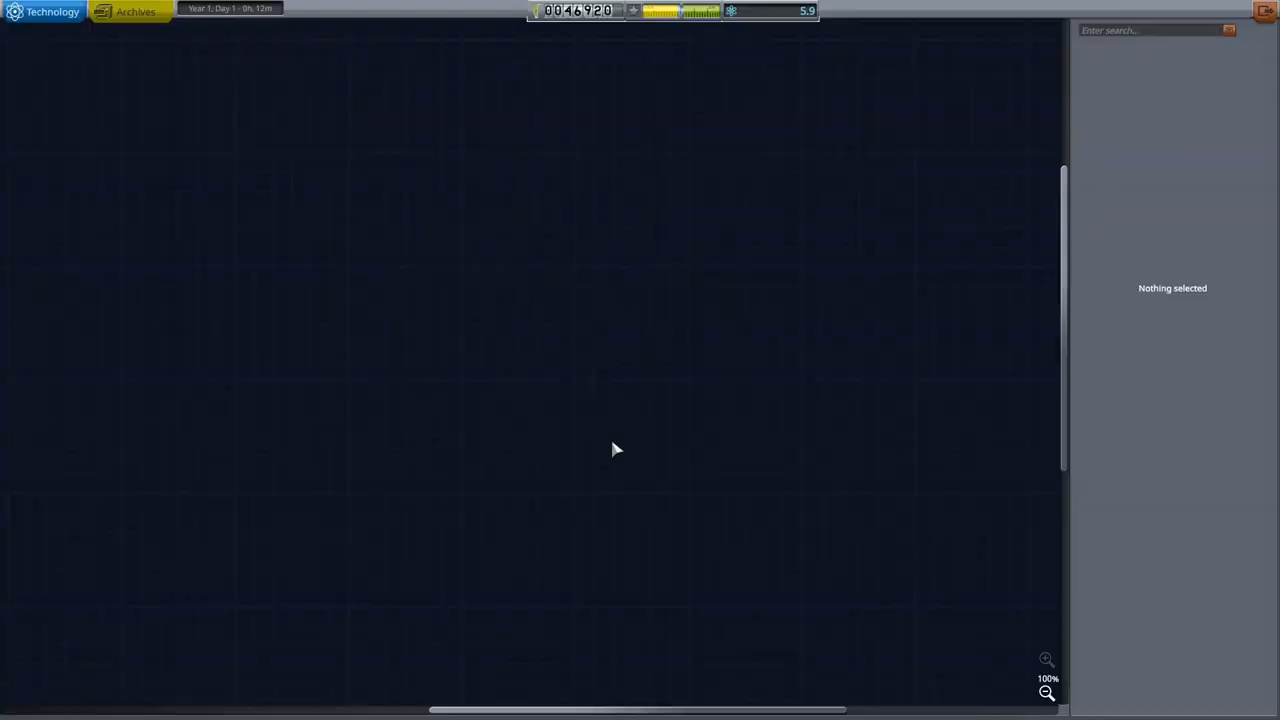 Technology
Archives
Year 1, Day 1 - 0h, 12m
0046920
5.9
Enter search...
Nothing selected
100%